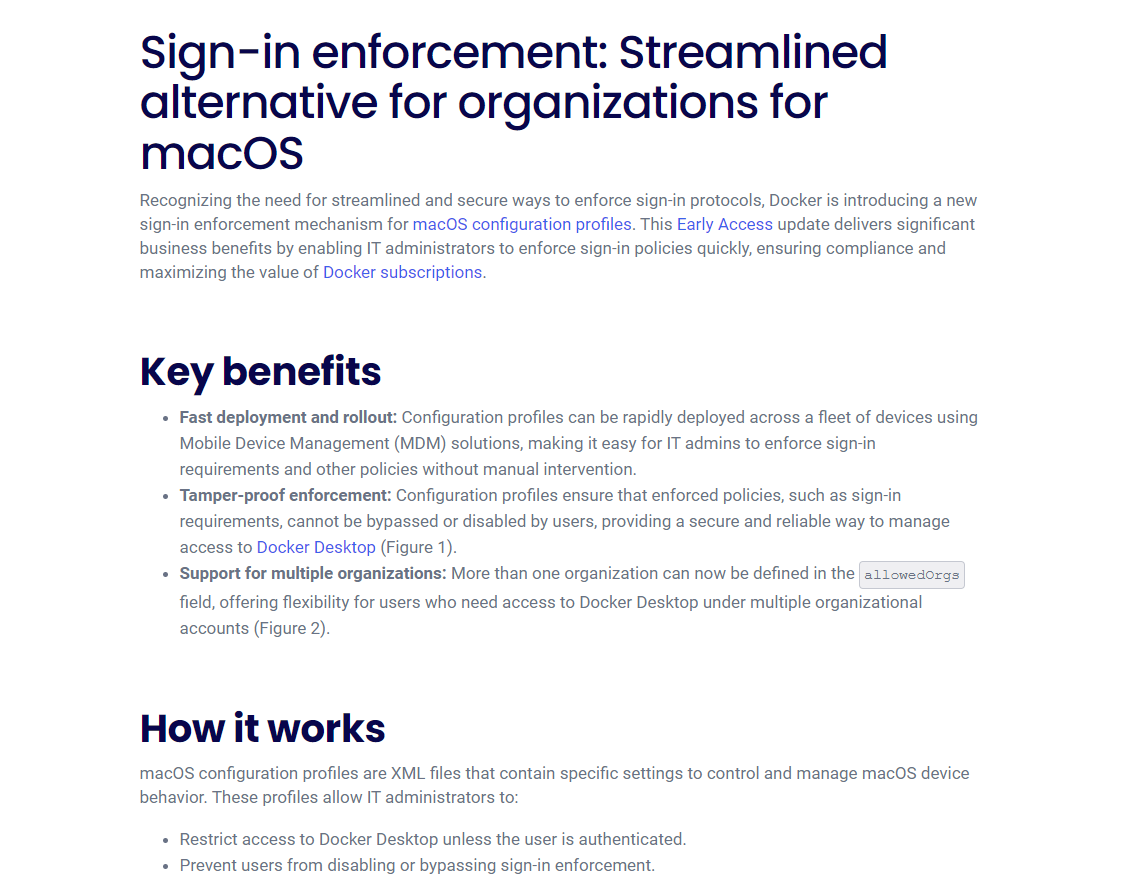 Sign-in enforcement: Streamlined
alternative for organizations for
macOS
Recognizing the need for streamlined and secure ways to enforce sign-in protocols, Docker is introducing a new
sign-in enforcement mechanism for macOS configuration profiles. This Early Access update delivers significant
business benefits by enabling IT administrators to enforce sign-in policies quickly, ensuring compliance and
maximizing the value of Docker subscriptions.
Key benefits
• Fast deployment and rollout: Configuration profiles can be rapidly deployed across a fleet of devices using
Mobile Device Management (MDM) solutions, making it easy for IT admins to enforce sign-in
requirements and other policies without manual intervention.
• Tamper-proof enforcement: Configuration profiles ensure that enforced policies, such as sign-in
requirements, cannot be bypassed or disabled by users, providing a secure and reliable way to manage
access to Docker Desktop (Figure 1).
• Support for multiple organizations: More than one organization can now be defined in the allowedOrgs
field, offering flexibility for users who need access to Docker Desktop under multiple organizational
accounts (Figure 2).
How it works
macOS configuration profiles are XML files that contain specific settings to control and manage macOS device
behavior. These profiles allow IT administrators to:
• Restrict access to Docker Desktop unless the user is authenticated.
• Prevent users from disabling or bypassing sign-in enforcement.